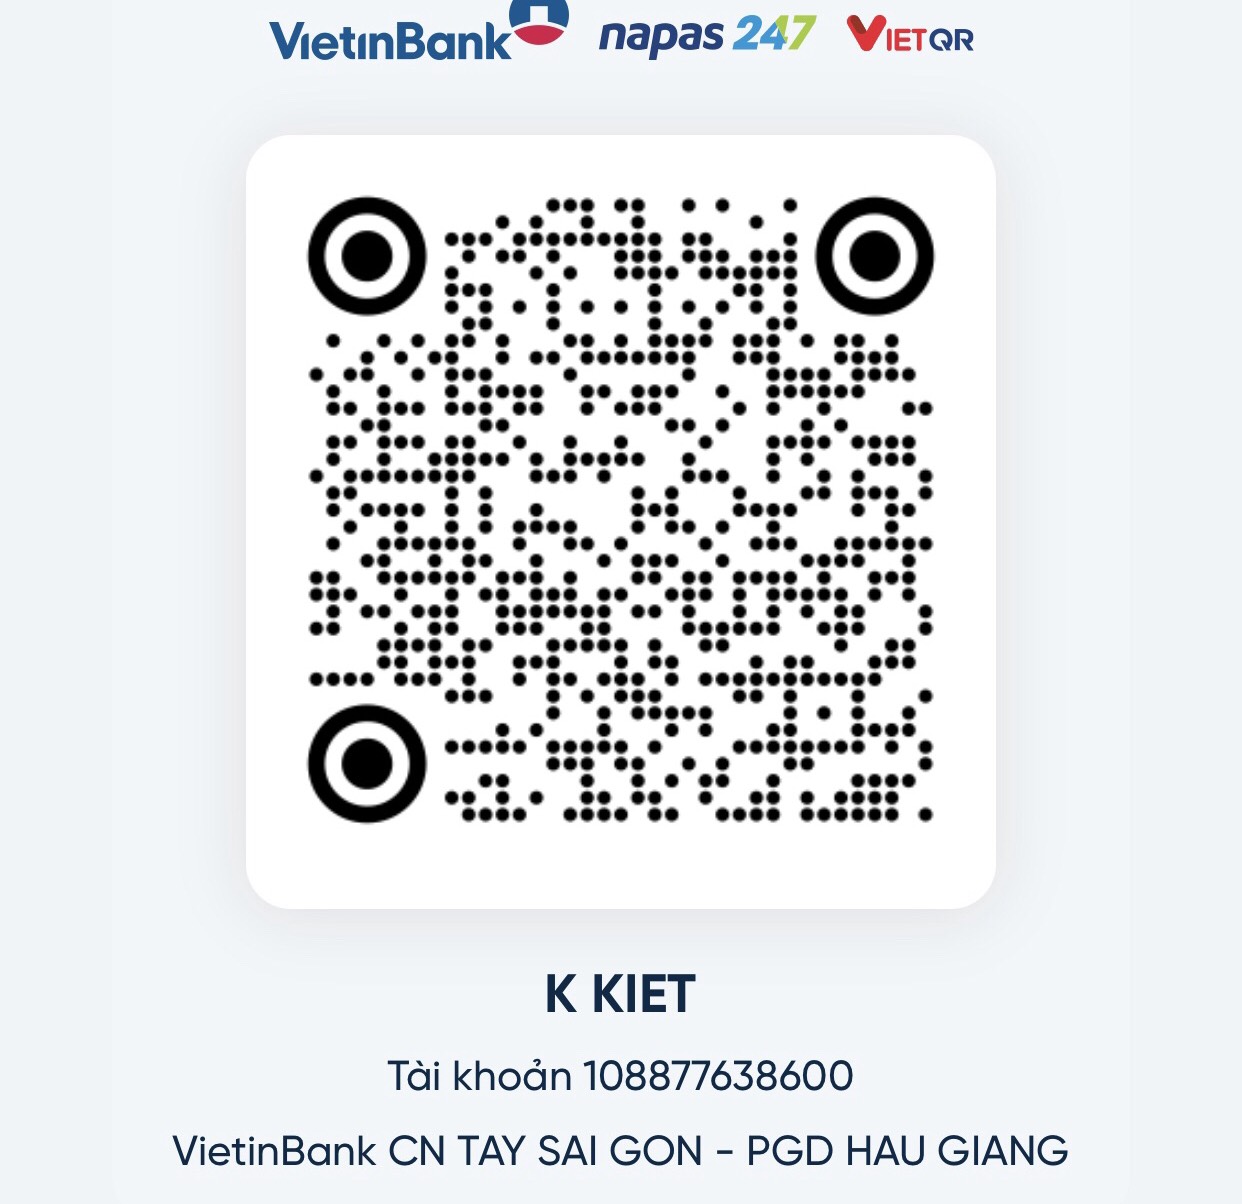 VietinBank napas 247 VIETQR
K KIET
Tài khoản 108877638600
VietinBank CN TAY SAI GON - PGD HAU GIANG